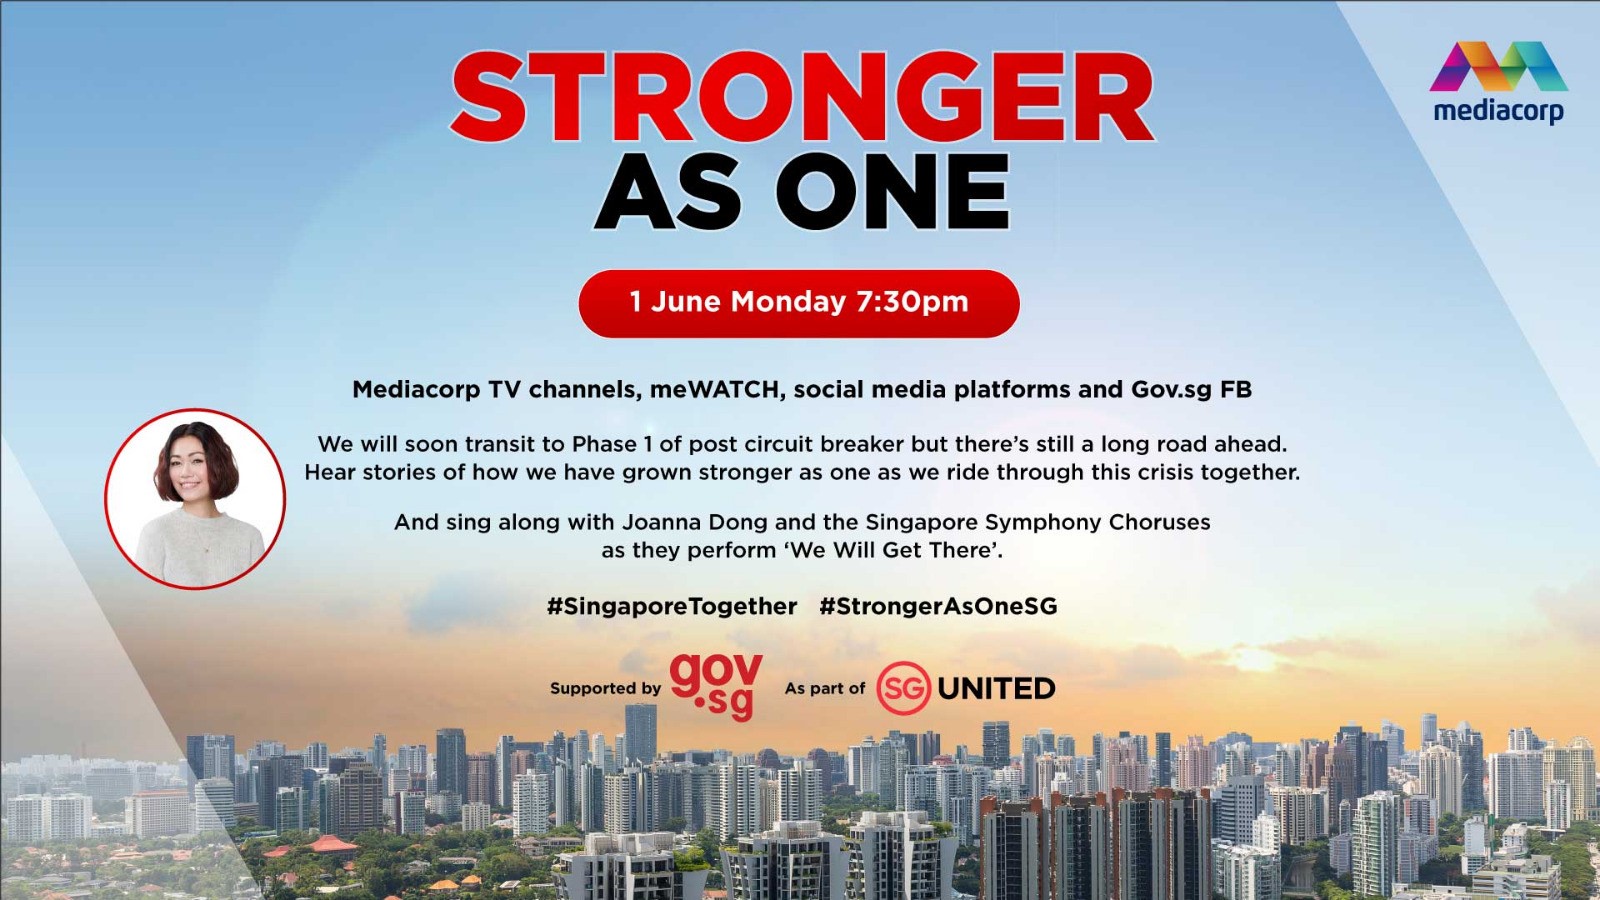 STRONGER
AS ONE
mediacorp
1 June Monday 7:30pm
Mediacorp TV channels, meWATCH, social media platforms and Gov.sg FB
We will soon transit to Phase 1 of post circuit breaker but there's still a long road ahead.
Hear stories of how we have grown stronger as one as we ride through this crisis together.
And sing along with Joanna Dong and the Singapore Symphony Choruses
as they perform ‘We Will Get There’.
#SingaporeTogether #StrongerAsOneSG
Supported by gov.sg As part of SG UNITED